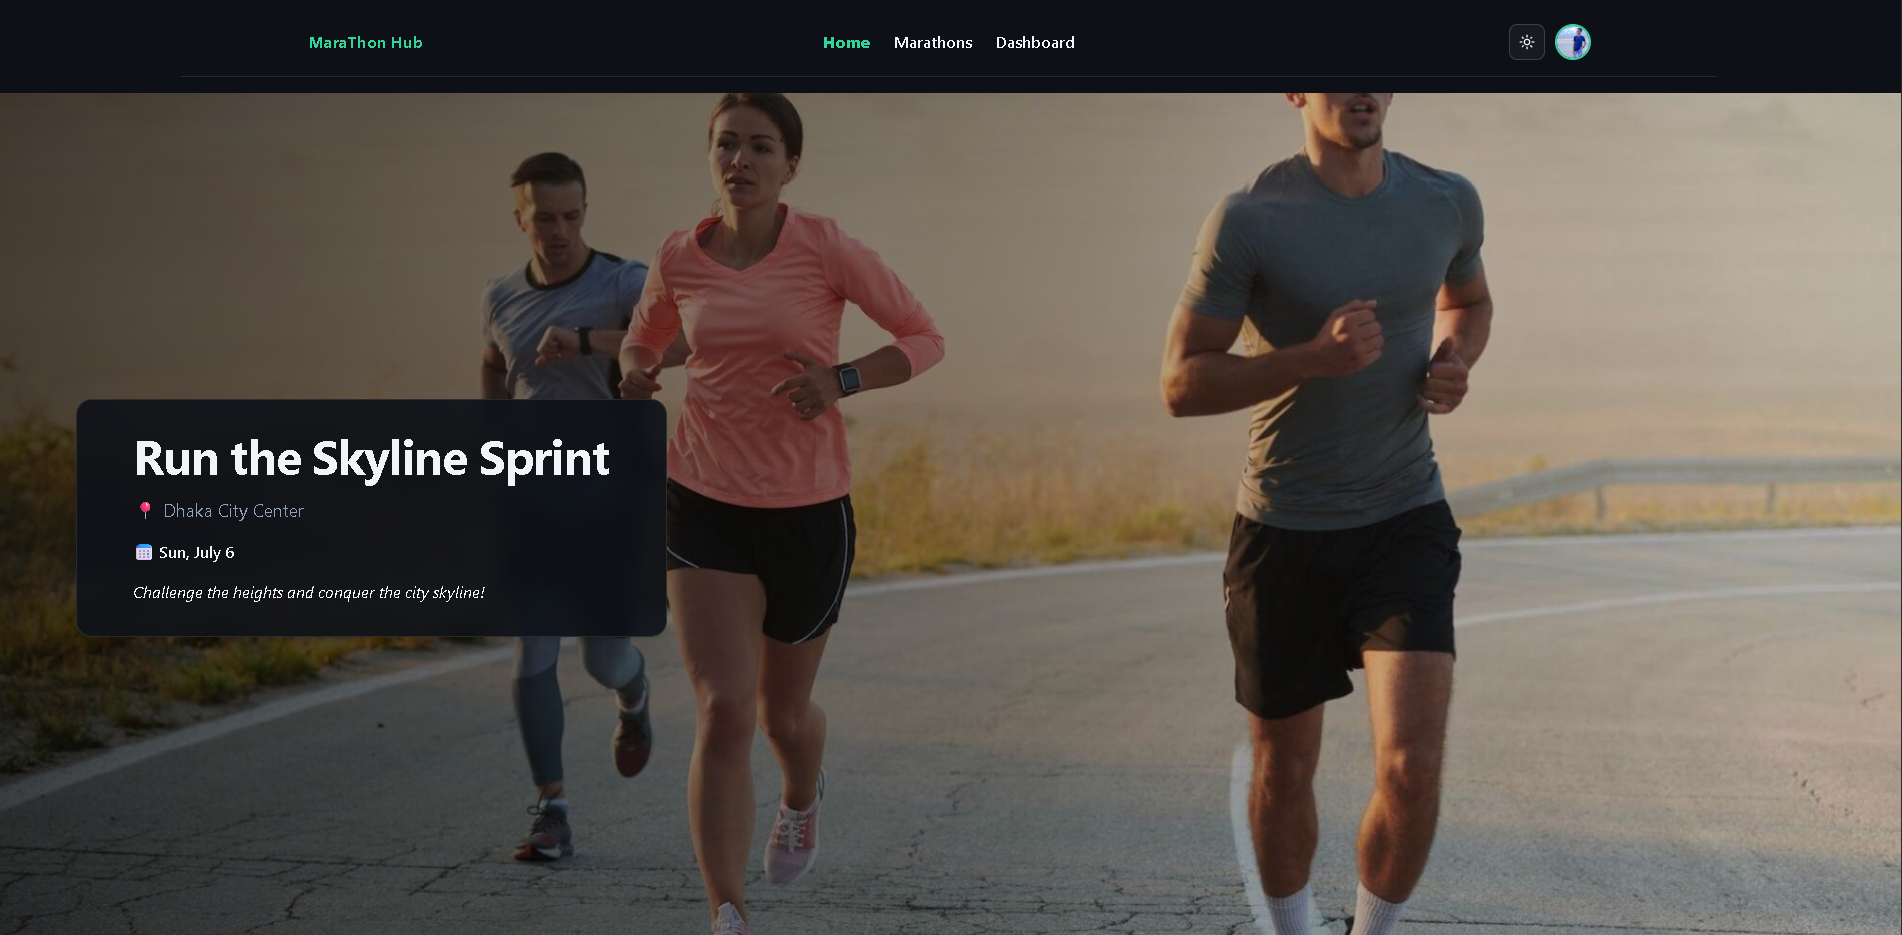 MaraThon Hub
Home Marathons Dashboard
Run the Skyline Sprint
Dhaka City Center
Sun, July 6
Challenge the heights and conquer the city skyline!